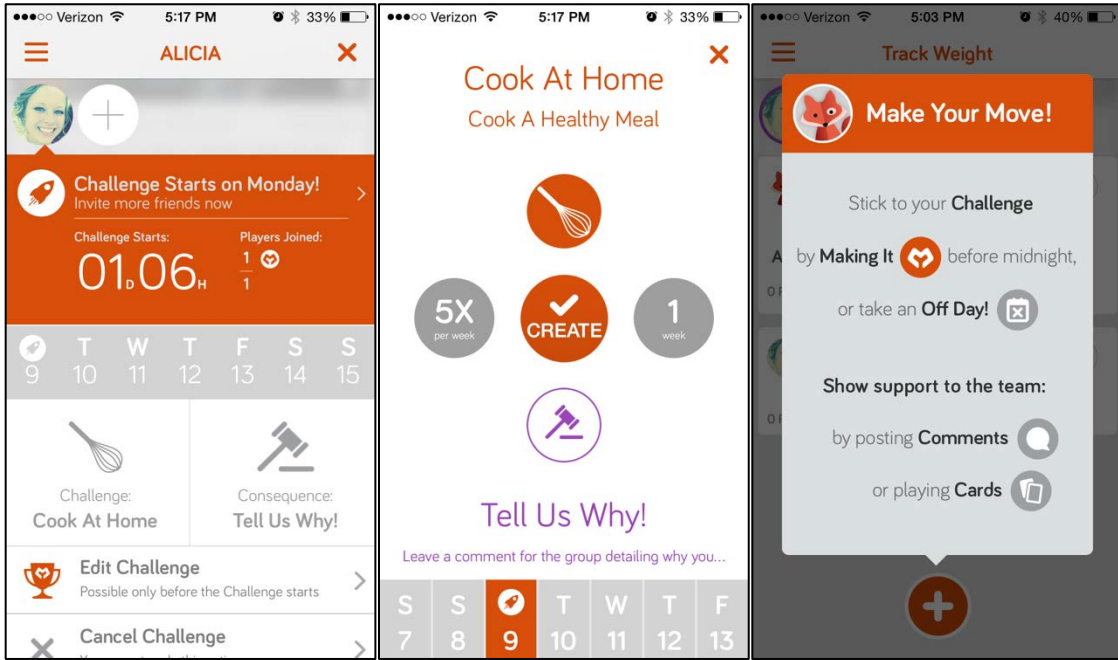 Verizon 5:17 PM 33%
ALICIA
Challenge Starts on Monday!
Invite more friends now
Challenge Starts: Players Joined:
01D 06H 1
1
T W T F S S
9 10 11 12 13 14 15
Challenge: Consequence:
Cook At Home Tell Us Why!
Edit Challenge
Possible only before the Challenge starts
Cancel Challenge
Verizon 5:17 PM 33%
Cook At Home
Cook A Healthy Meal
5X
per week
CREATE
1
week
Tell Us Why!
Leave a comment for the group detailing why you...
S S T W T F
7 8 9 10 11 12 13
Verizon 5:03 PM 40%
Track Weight
Make Your Move!
Stick to your Challenge
by Making It before midnight,
or take an Off Day!
Show support to the team:
by posting Comments
or playing Cards